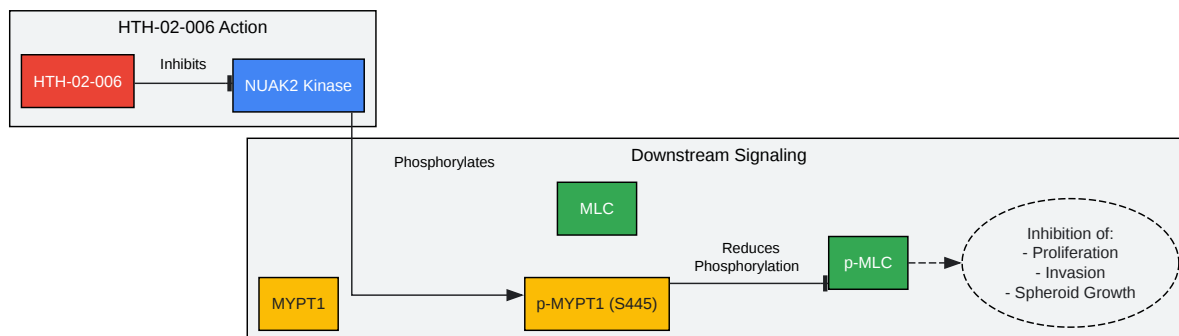 HTH-02-006 Action
HTH-02-006
Inhibits
NUAK2 Kinase
Downstream Signaling
Phosphorylates
MLC
MYPT1
p-MYPT1 (S445)
Reduces
Phosphorylation
p-MLC
Inhibition of:
- Proliferation
- Invasion
- Spheroid Growth